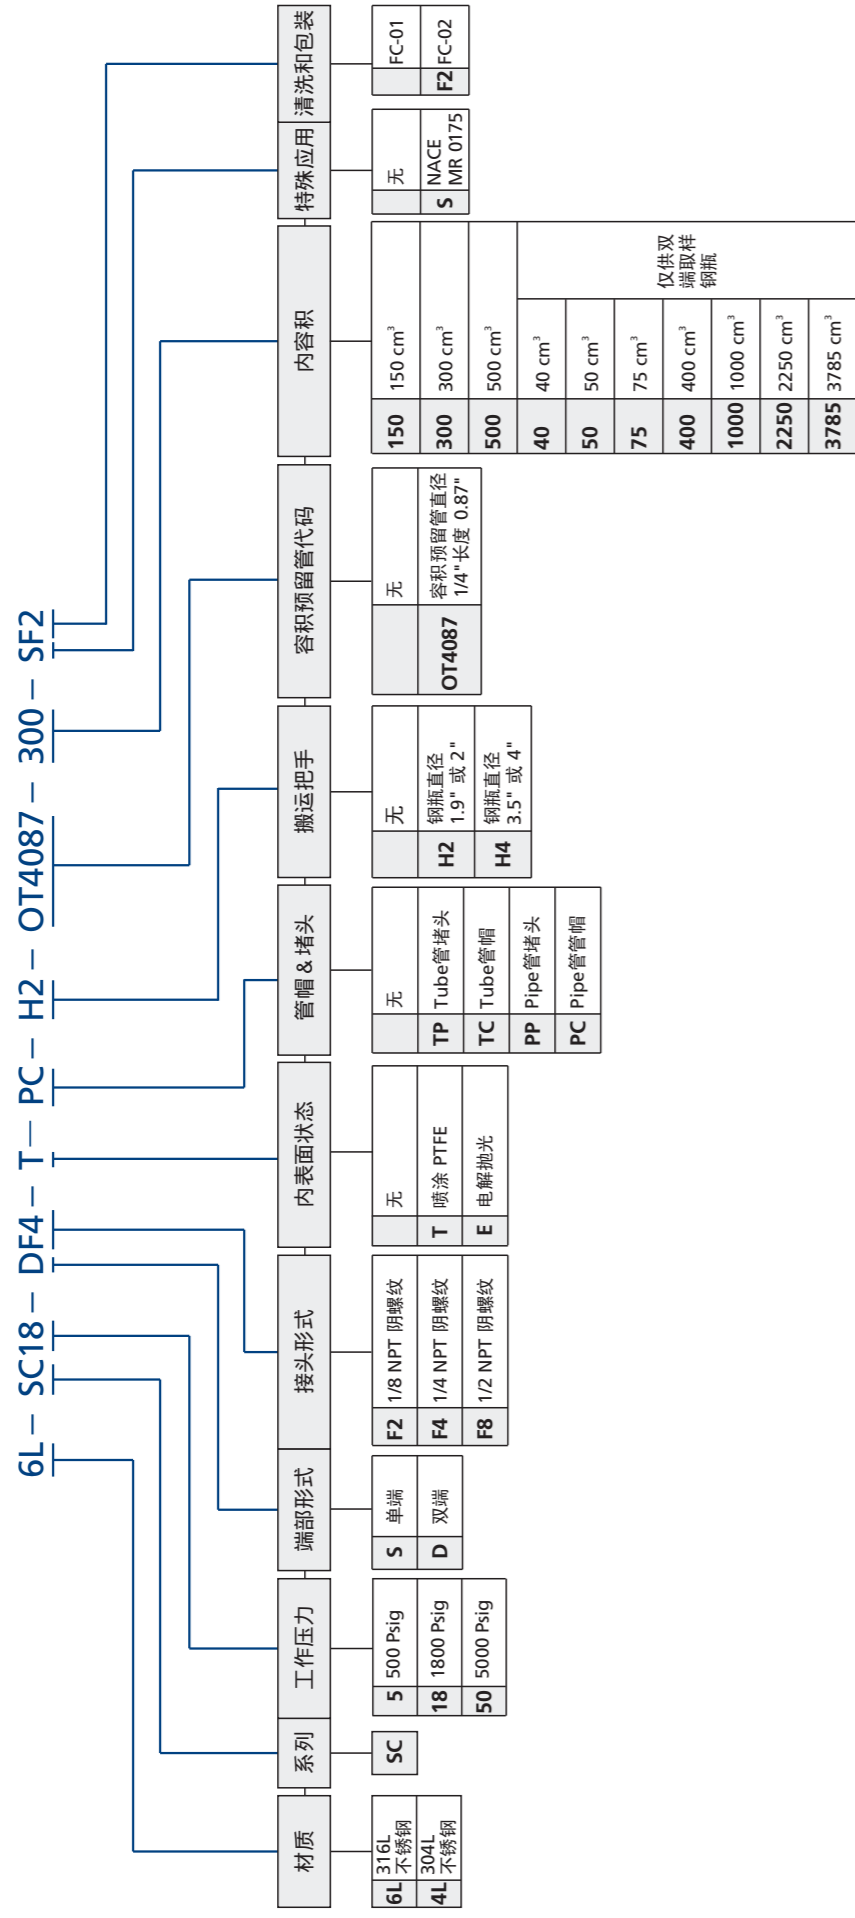 6L – SC18 – DF4 – T – PC – H2 – OT4087 – 300 – SF2
材质
6L 316L
不锈钢
4L 304L
不锈钢
系列
SC
工作压力
5 500 Psig
18 1800 Psig
50 5000 Psig
端部形式
S 单端
D 双端
接头形式
F2 1/8 NPT 阴螺纹
F4 1/4 NPT 阴螺纹
F8 1/2 NPT 阴螺纹
内表面状态
无
T 喷涂 PTFE
E 电解抛光
管帽 & 堵头
无
TP Tube管堵头
TC Tube管帽
PP Pipe管堵头
PC Pipe管管帽
搬运把手
无
H2 钢瓶直径
1.9" 或 2"
H4 钢瓶直径
3.5" 或 4"
容积预留管代码
无
OT4087 容积预留管直径
1/4"长度 0.87"
内容积
150 150 cm³
300 300 cm³
500 500 cm³
40 40 cm³
50 50 cm³
75 75 cm³
400 400 cm³
1000 1000 cm³
2250 2250 cm³
3785 3785 cm³
仅供双
端取样
钢瓶
特殊应用
无
S NACE
MR 0175
清洗和包装
FC-01
F2 FC-02